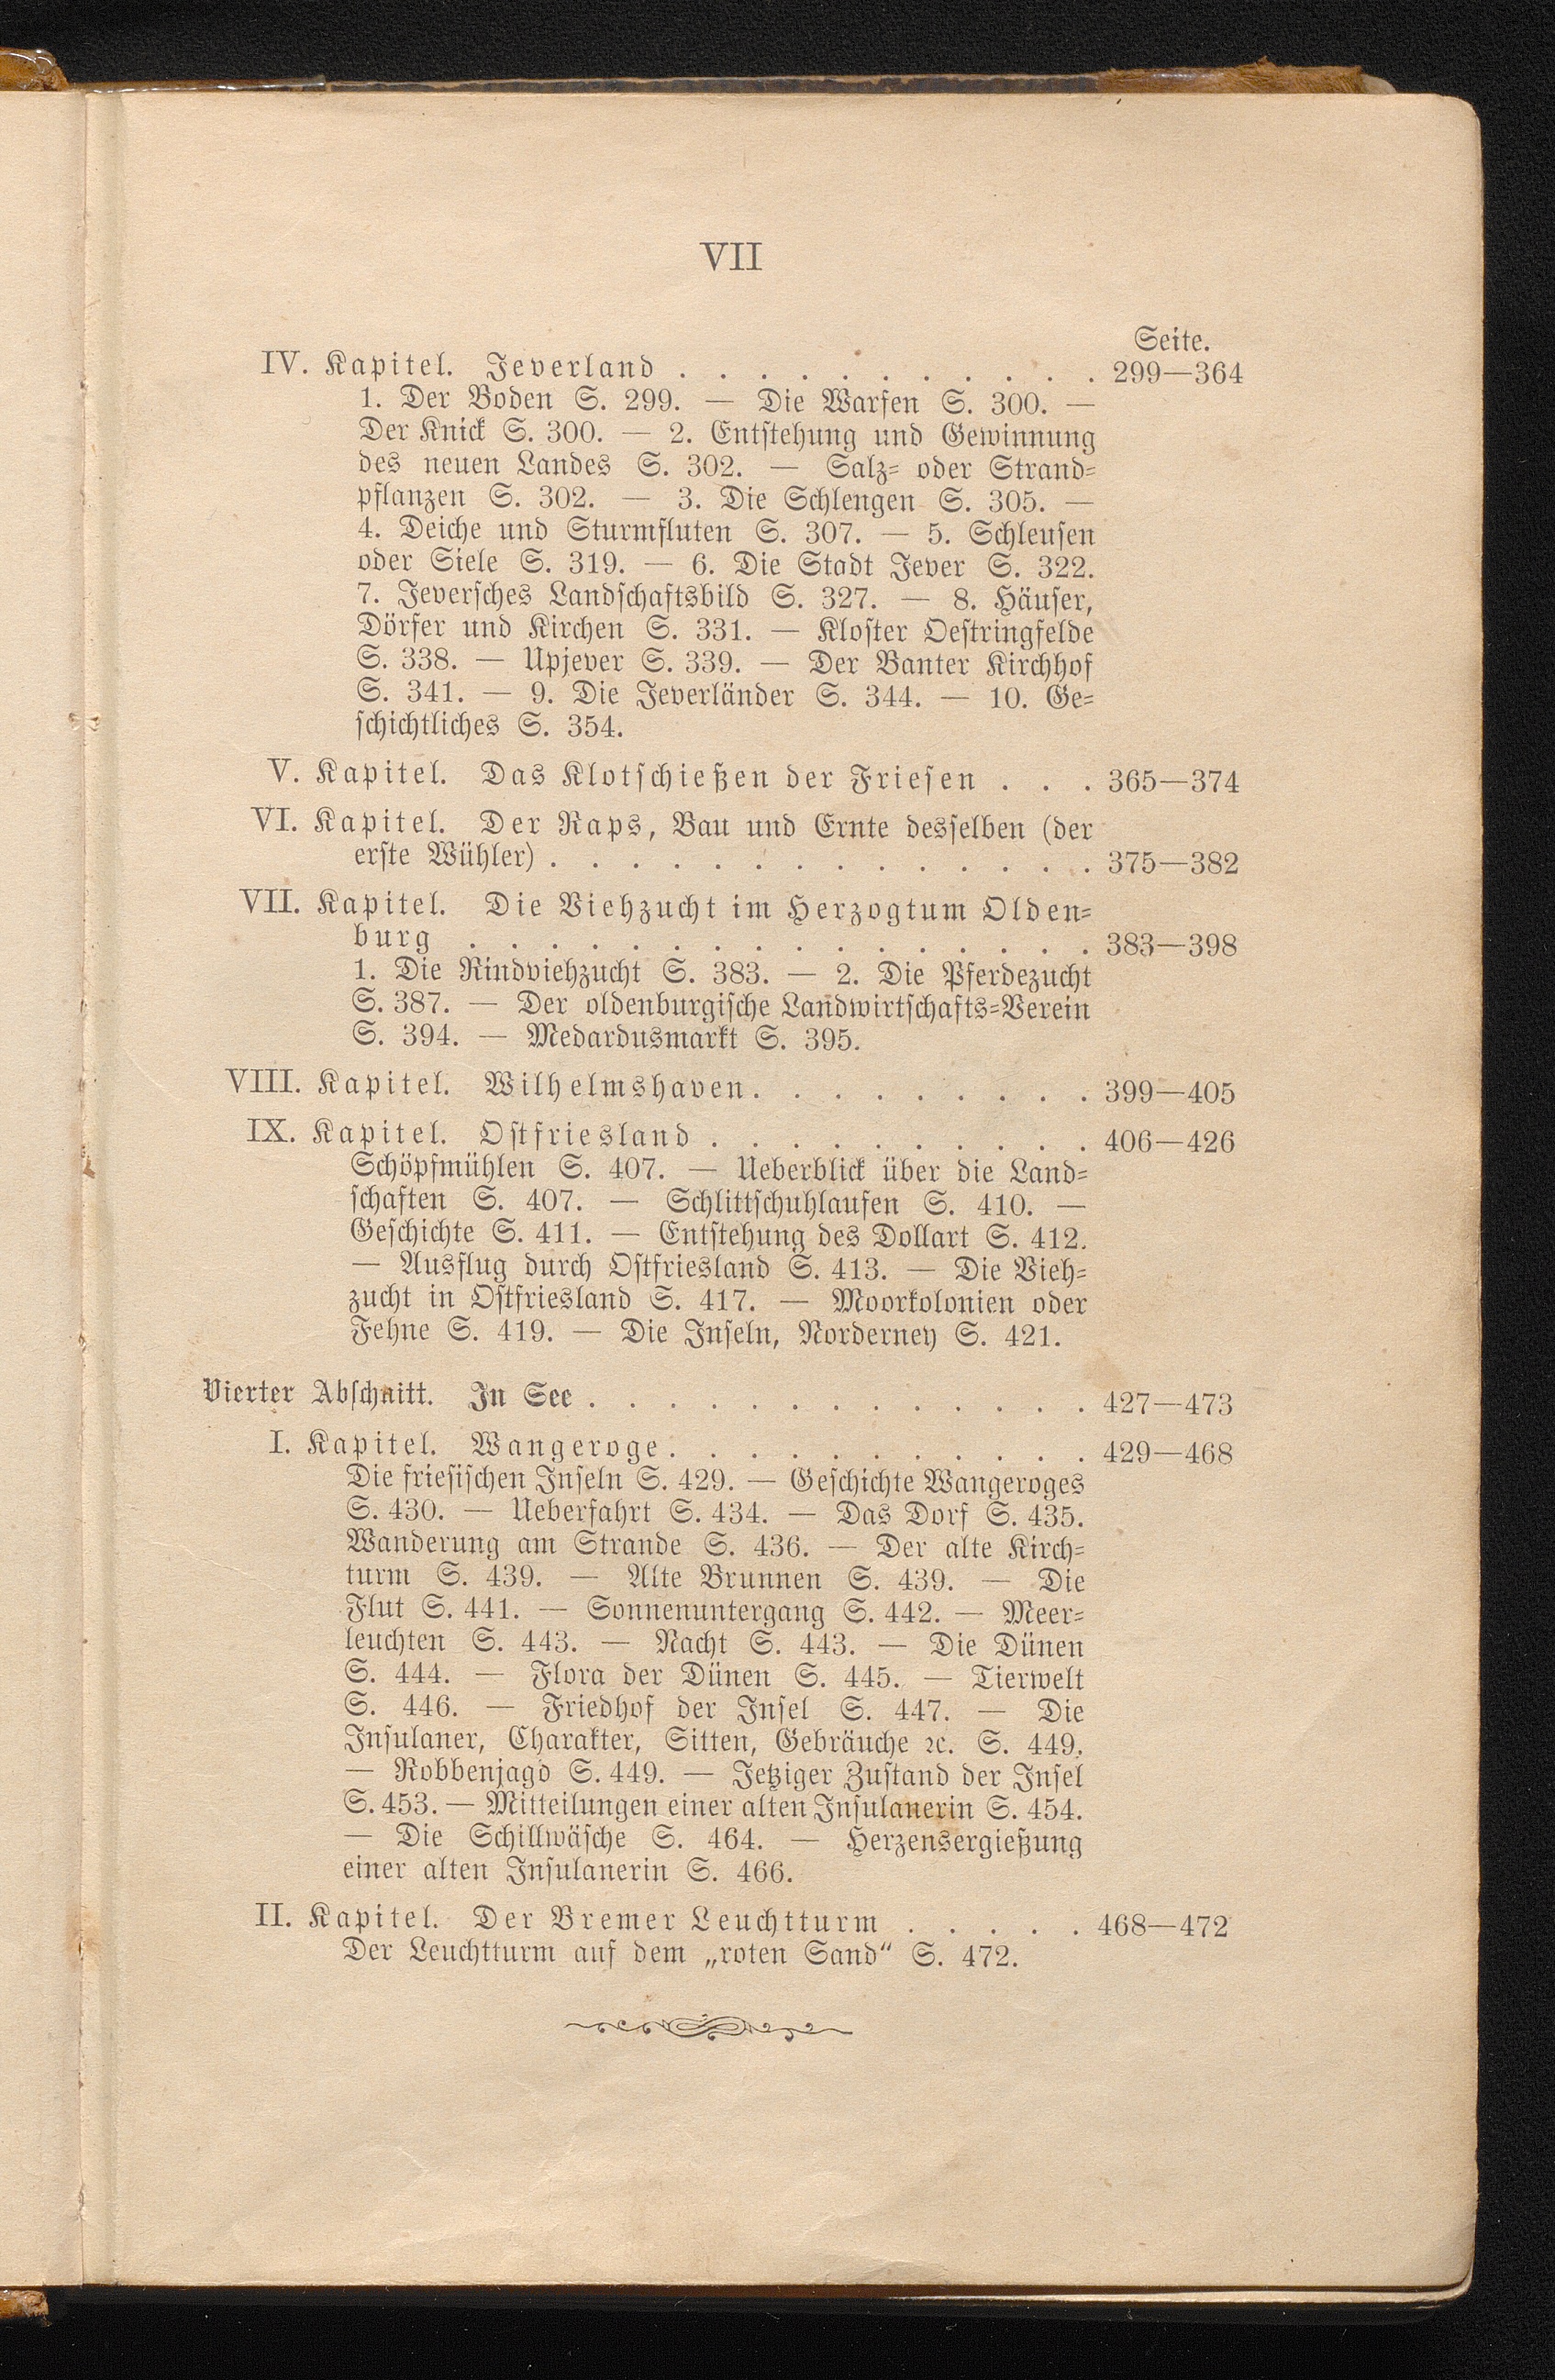 VII
Seite.
IV. Kapitel. Jeverland . . . . . . . . . . . 299—364
1. Der Boden S. 299. — Die Warfen S. 300. —
Der Knick S. 300. — 2. Entstehung und Gewinnung
des neuen Landes S. 302. — Salz- oder Strand-
pflanzen S. 302. — 3. Die Schlengen S. 305. —
4. Deiche und Sturmfluten S. 307. — 5. Schleusen
oder Siele S. 319. — 6. Die Stadt Jever S. 322.
7. Jeversches Landschaftsbild S. 327. — 8. Häuser,
Dörfer und Kirchen S. 331. — Kloster Oestringfelde
S. 338. — Upjever S. 339. — Der Banter Kirchhof
S. 341. — 9. Die Jeverländer S. 344. — 10. Ge-
schichtliches S. 354.
V. Kapitel. Das Klotschießen der Friesen . . . 365—374
VI. Kapitel. Der Raps, Bau und Ernte desselben (der
erste Wühler) . . . . . . . . . . . . . . 375—382
VII. Kapitel. Die Viehzucht im Herzogtum Olden-
burg . . . . . . . . . . . . . . . . 383—398
1. Die Rindviehzucht S. 383. — 2. Die Pferdezucht
S. 387. — Der oldenburgische Landwirtschafts-Verein
S. 394. — Medardusmarkt S. 395.
VIII. Kapitel. Wilhelmshaven . . . . . . . . . 399—405
IX. Kapitel. Ostfriesland . . . . . . . . . . 406—426
Schöpfmühlen S. 407. — Ueberblick über die Land-
schaften S. 407. — Schlittschuhlaufen S. 410. —
Geschichte S. 411. — Entstehung des Dollart S. 412.
— Ausflug durch Ostfriesland S. 413. — Die Vieh-
zucht in Ostfriesland S. 417. — Moorkolonien oder
Fehne S. 419. — Die Inseln, Norderney S. 421.
Vierter Abschnitt. In See . . . . . . . . . . . . . 427—473
I. Kapitel. Wangeroge . . . . . . . . . . . 429—468
Die friesischen Inseln S. 429. — Geschichte Wangeroges
S. 430. — Ueberfahrt S. 434. — Das Dorf S. 435.
Wanderung am Strande S. 436. — Der alte Kirch-
turm S. 439. — Alte Brunnen S. 439. — Die
Flut S. 441. — Sonnenuntergang S. 442. — Meer-
leuchten S. 443. — Nacht S. 443. — Die Dünen
S. 444. — Flora der Dünen S. 445. — Tierwelt
S. 446. — Friedhof der Insel S. 447. — Die
Insulaner, Charakter, Sitten, Gebräuche ꝛc. S. 449.
— Robbenjagd S. 449. — Jetziger Zustand der Insel
S. 453. — Mitteilungen einer alten Insulanerin S. 454.
— Die Schillwäsche S. 464. — Herzensergießung
einer alten Insulanerin S. 466.
II. Kapitel. Der Bremer Leuchtturm . . . . . 468—472
Der Leuchtturm auf dem „roten Sand“ S. 472.